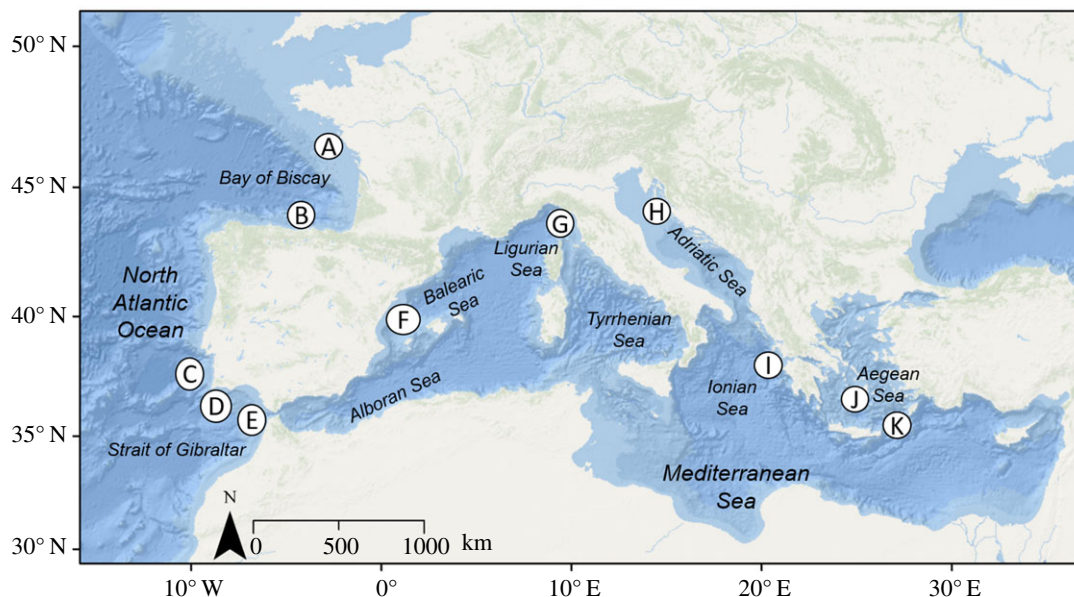 50° N
A
Bay of Biscay
45° N
B
H
G
Ligurian
Sea
Adriatic Sea
North
Atlantic
Ocean
Balearic
Sea
40° N
F
Tyrrhenian
Sea
C
I
Aegean
Sea
Ionian
Sea
Alboran Sea
J
D
E
K
35° N
Strait of Gibraltar
Mediterranean
Sea
N
0 500 1000 km
30° N
10° W 0° 10° E 20° E 30° E